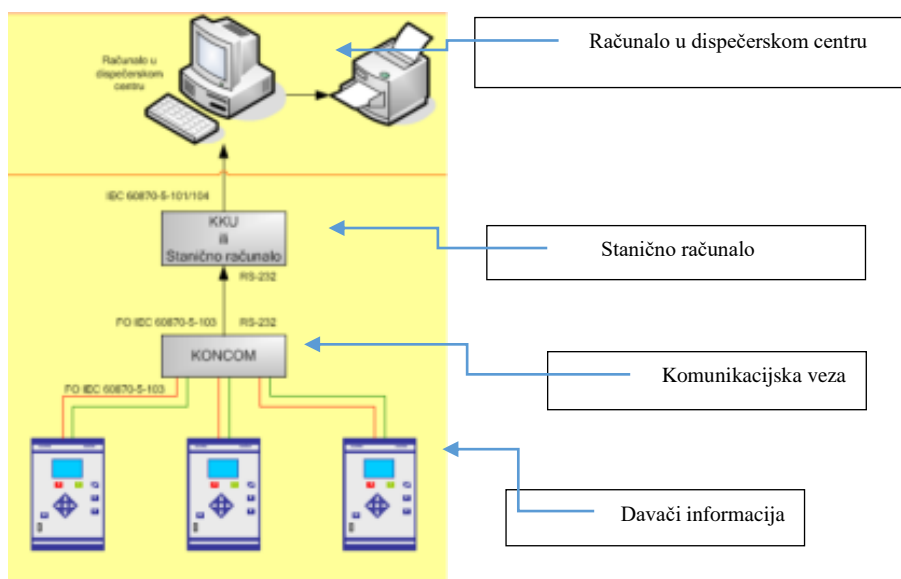 Računalo u
dispečerskom
centru
Računalo u dispečerskom centru
IEC 60870-5-101/104
KKU
ili
Stanično računalo
Stanično računalo
RS-232
FO IEC 60870-5-103 RS-232
KONCOM
Komunikacijska veza
FO IEC 60870-5-103
Davači informacija